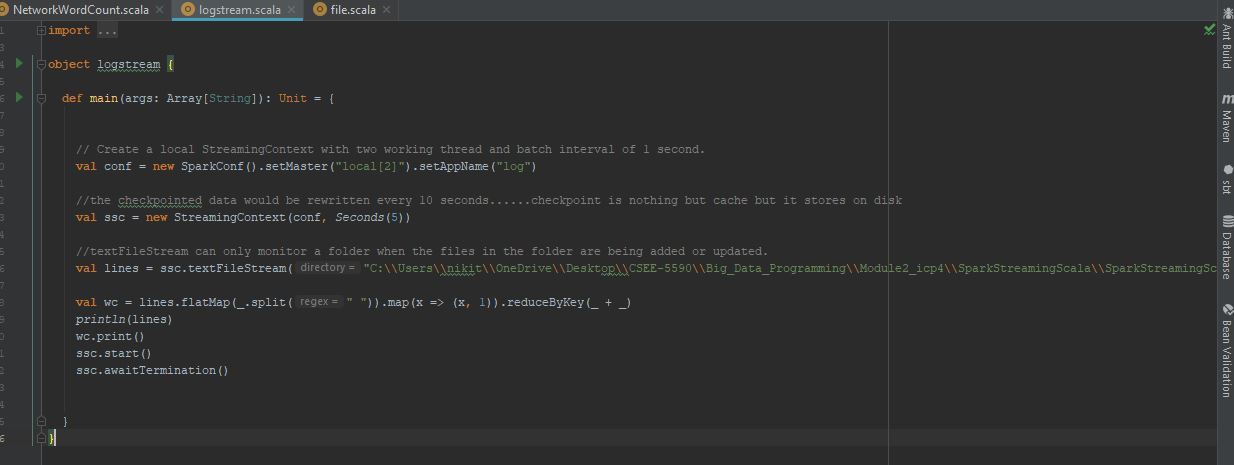 NetworkWordCount.scala logstream.scala file.scala
import ...
object logstream {
def main(args: Array[String]): Unit = {
// Create a local StreamingContext with two working thread and batch interval of 1 second.
val conf = new SparkConf().setMaster("local[2]").setAppName("log")
//the checkpointed data would be rewritten every 10 seconds......checkpoint is nothing but cache but it stores on disk
val ssc = new StreamingContext(conf, Seconds(5))
//textFileStream can only monitor a folder when the files in the folder are being added or updated.
val lines = ssc.textFileStream( directory = "C:\\Users\\nikit\\OneDrive\\Desktop\\CSEE-5590\\Big_Data_Programming\\Module2_icp4\\SparkStreamingScala\\SparkStreamingSc
val wc = lines.flatMap(_.split( regex = " ")).map(x => (x, 1)).reduceByKey(_ + _)
println(lines)
wc.print()
ssc.start()
ssc.awaitTermination()
}
}
Ant Build
Maven
sbt
Database
Bean Validation